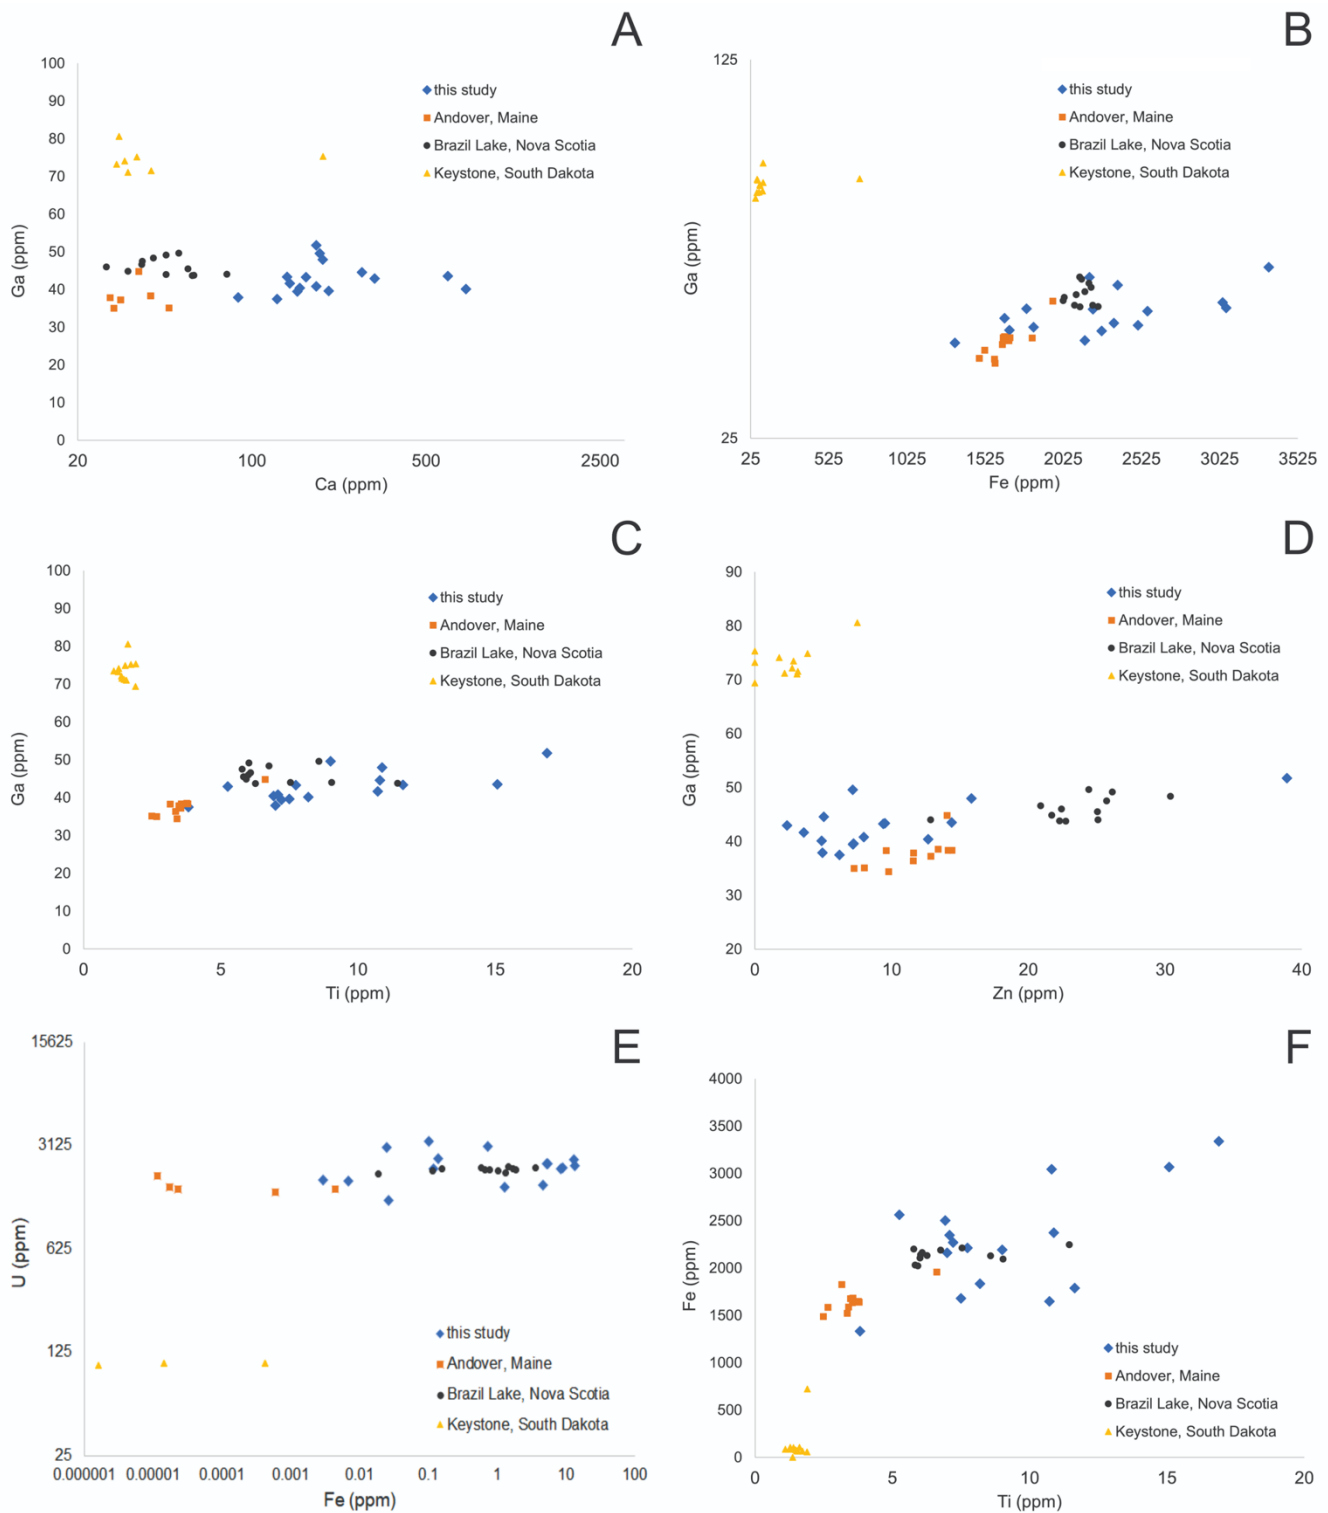 A
100
90
80
70
60
50
40
30
20
10
0
Ga (ppm)
this study
Andover, Maine
Brazil Lake, Nova Scotia
Keystone, South Dakota
20 100 500 2500
Ca (ppm)
B
125
25
Ga (ppm)
this study
Andover, Maine
Brazil Lake, Nova Scotia
Keystone, South Dakota
25 525 1025 1525 2025 2525 3025 3525
Fe (ppm)
C
100
90
80
70
60
50
40
30
20
10
0
Ga (ppm)
this study
Andover, Maine
Brazil Lake, Nova Scotia
Keystone, South Dakota
0 5 10 15 20
Ti (ppm)
D
90
80
70
60
50
40
30
20
Ga (ppm)
this study
Andover, Maine
Brazil Lake, Nova Scotia
Keystone, South Dakota
0 10 20 30 40
Zn (ppm)
E
15625
3125
625
125
25
U (ppm)
this study
Andover, Maine
Brazil Lake, Nova Scotia
Keystone, South Dakota
0.000001 0.00001 0.0001 0.001 0.01 0.1 1 10 100
Fe (ppm)
F
4000
3500
3000
2500
2000
1500
1000
500
0
Fe (ppm)
this study
Andover, Maine
Brazil Lake, Nova Scotia
Keystone, South Dakota
0 5 10 15 20
Ti (ppm)